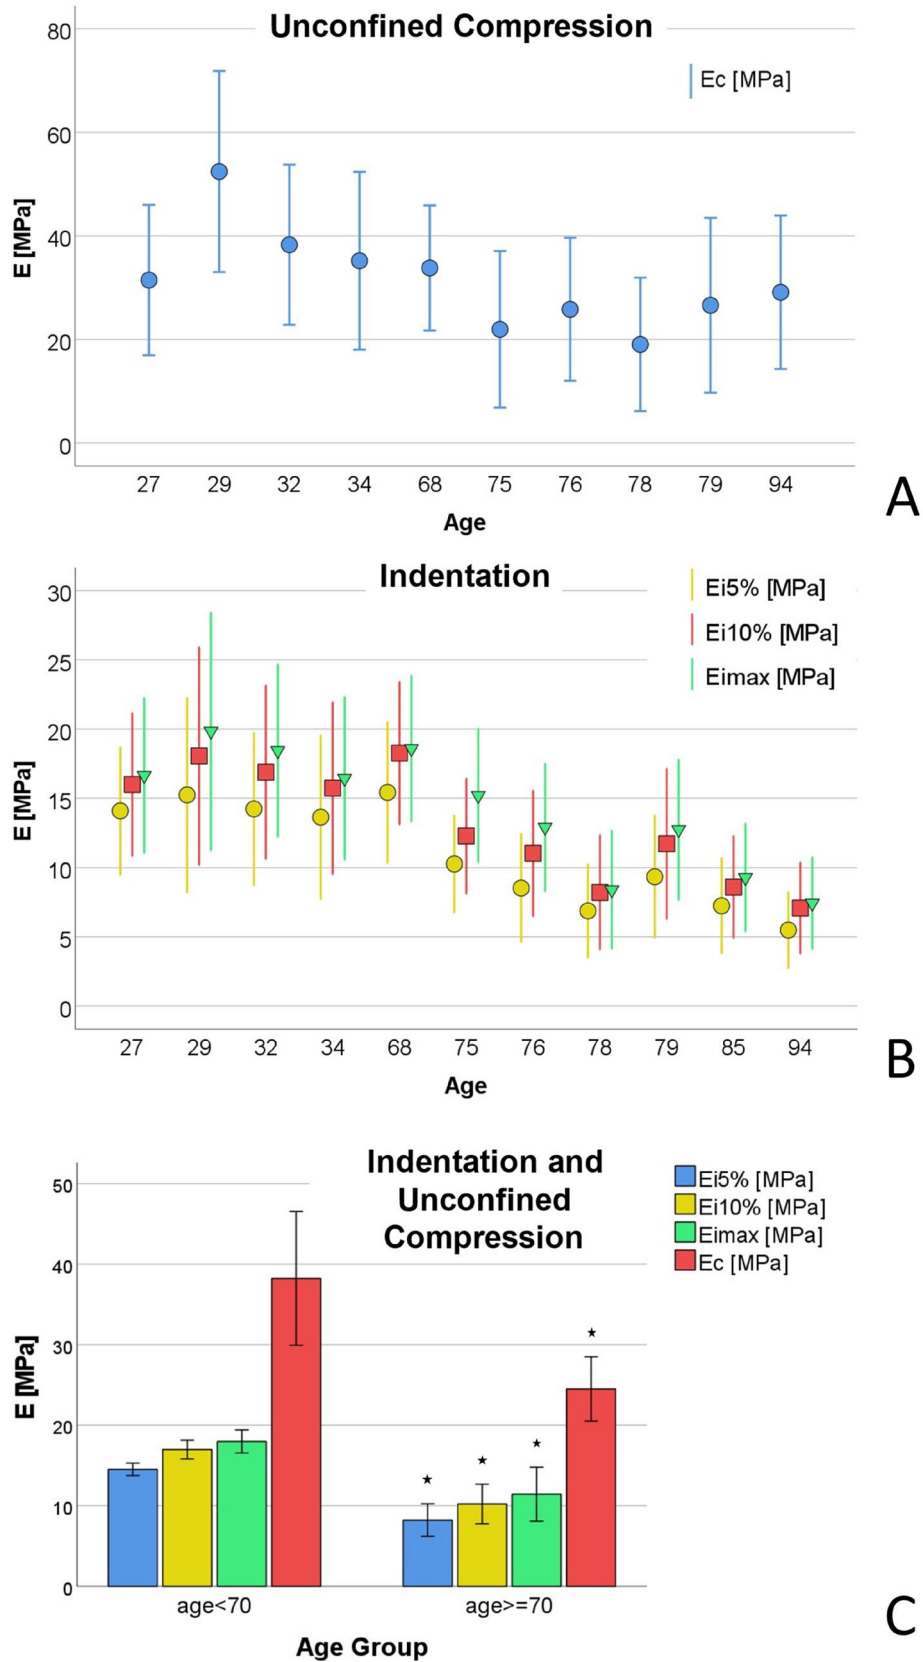 Unconfined Compression
Ec [MPa]
80
60
40
20
0
E [MPa]
27 29 32 34 68 75 76 78 79 94
Age
A
Indentation
Ei5% [MPa]
Ei10% [MPa]
Eimax [MPa]
30
25
20
15
10
5
0
E [MPa]
27 29 32 34 68 75 76 78 79 85 94
Age
B
Indentation and
Unconfined
Compression
Ei5% [MPa]
Ei10% [MPa]
Eimax [MPa]
Ec [MPa]
50
40
30
20
10
0
E [MPa]
age<70 age>=70
Age Group
C